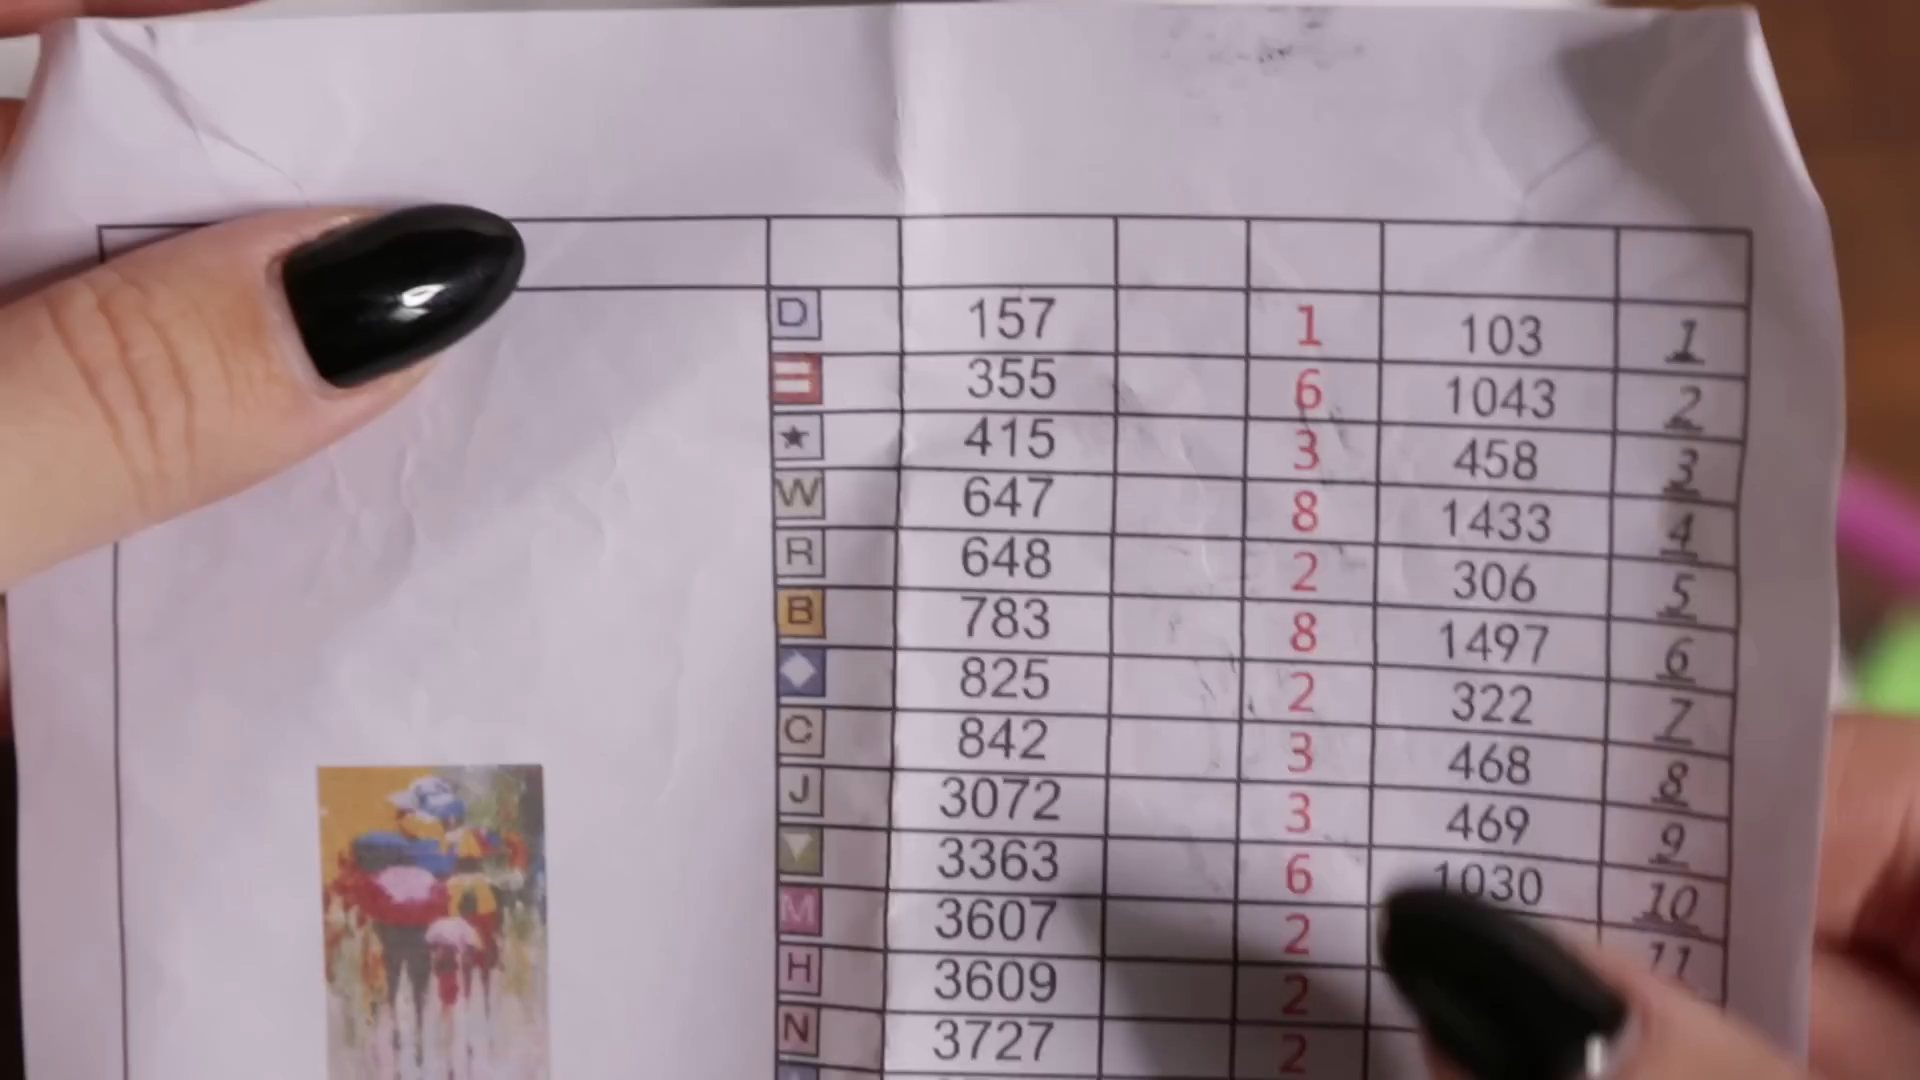 D 157 1 103 1
355 6 1043 2
★ 415 3 458 3
W 647 8 1433 4
R 648 2 306 5
B 783 8 1497 6
825 2 322 7
C 842 3 468 8
J 3072 3 469 9
3363 6 1030 10
M 3607 2 11
H 3609 2
N 3727 2